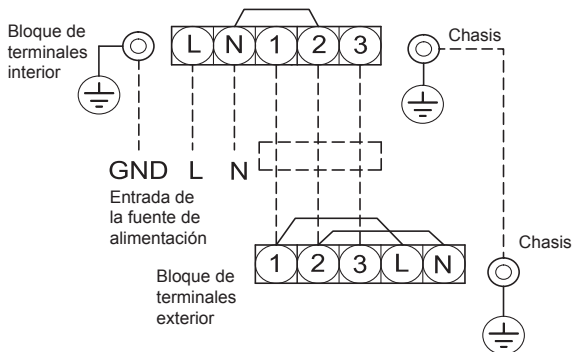 Bloque de
terminales
interior
L N 1 2 3
Chasis
GND L N
Entrada de
la fuente de
alimentación
1 2 3 L N
Chasis
Bloque de
terminales
exterior